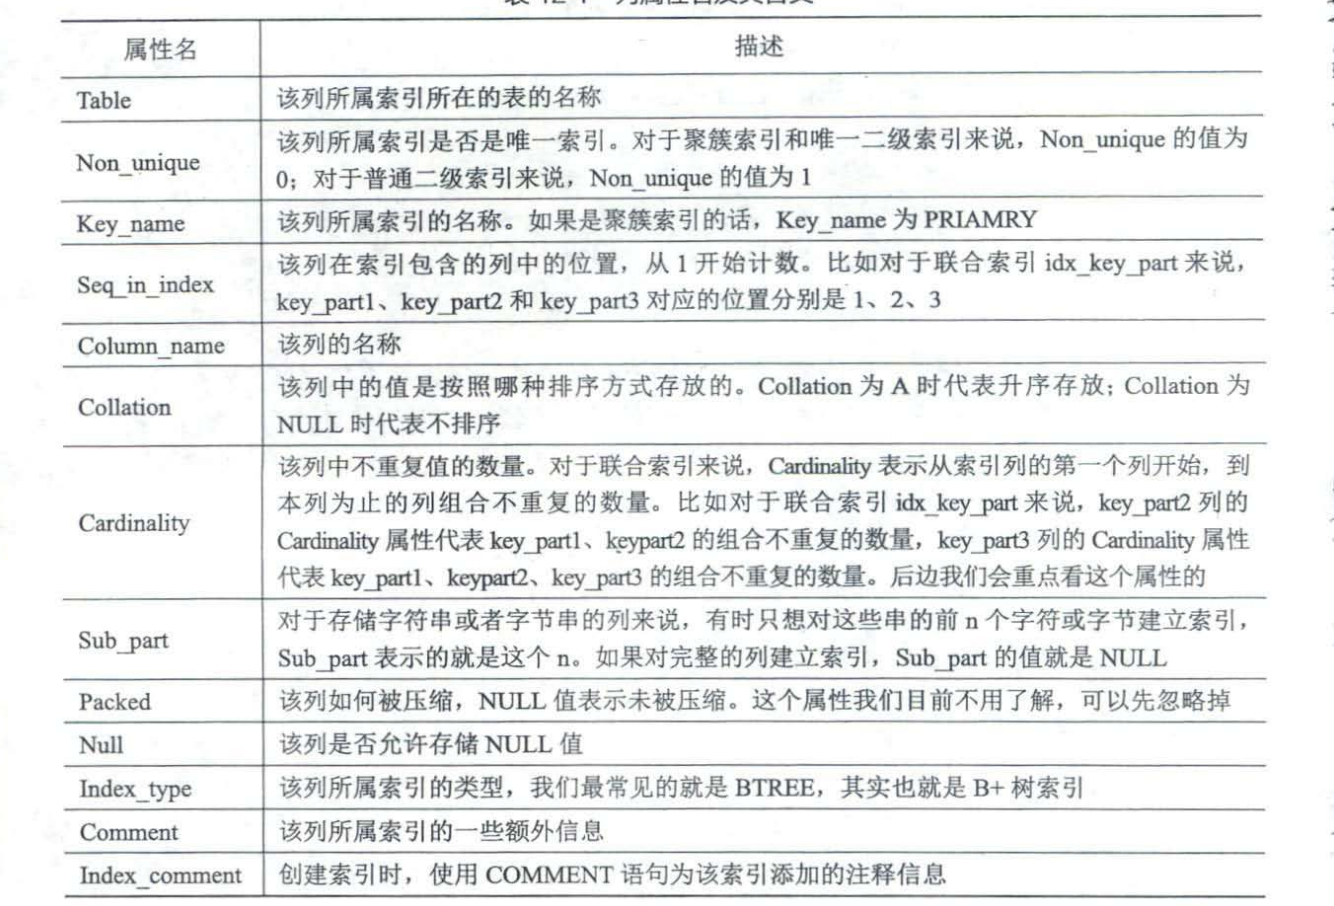 属性名 描述
Table 该列所属索引所在的表的名称
Non_unique 该列所属索引是否是唯一索引。对于聚簇索引和唯一二级索引来说，Non_unique 的值为
0；对于普通二级索引来说，Non_unique 的值为 1
Key_name 该列所属索引的名称。如果是聚簇索引的话，Key_name 为 PRIAMRY
Seq_in_index 该列在索引包含的列中的位置，从 1 开始计数。比如对于联合索引 idx_key_part 来说，
key_part1、key_part2 和 key_part3 对应的位置分别是 1、2、3
Column_name 该列的名称
Collation 该列中的值是按照哪种排序方式存放的。Collation 为 A 时代表升序存放；Collation 为
NULL 时代表不排序
Cardinality 该列中不重复值的数量。对于联合索引来说，Cardinality 表示从索引列的第一个列开始，到
本列为止的列组合不重复的数量。比如对于联合索引 idx_key_part 来说，key_part2 列的
Cardinality 属性代表 key_part1、keypart2 的组合不重复的数量，key_part3 列的 Cardinality 属性
代表 key_part1、keypart2、key_part3 的组合不重复的数量。后边我们会重点看这个属性的
Sub_part 对于存储字符串或者字节串的列来说，有时只想对这些串的前 n 个字符或字节建立索引，
Sub_part 表示的就是这个 n。如果对完整的列建立索引，Sub_part 的值就是 NULL
Packed 该列如何被压缩，NULL 值表示未被压缩。这个属性我们目前不用了解，可以先忽略掉
Null 该列是否允许存储 NULL 值
Index_type 该列所属索引的类型，我们最常见的就是 BTREE，其实也就是 B+ 树索引
Comment 该列所属索引的一些额外信息
Index_comment 创建索引时，使用 COMMENT 语句为该索引添加的注释信息